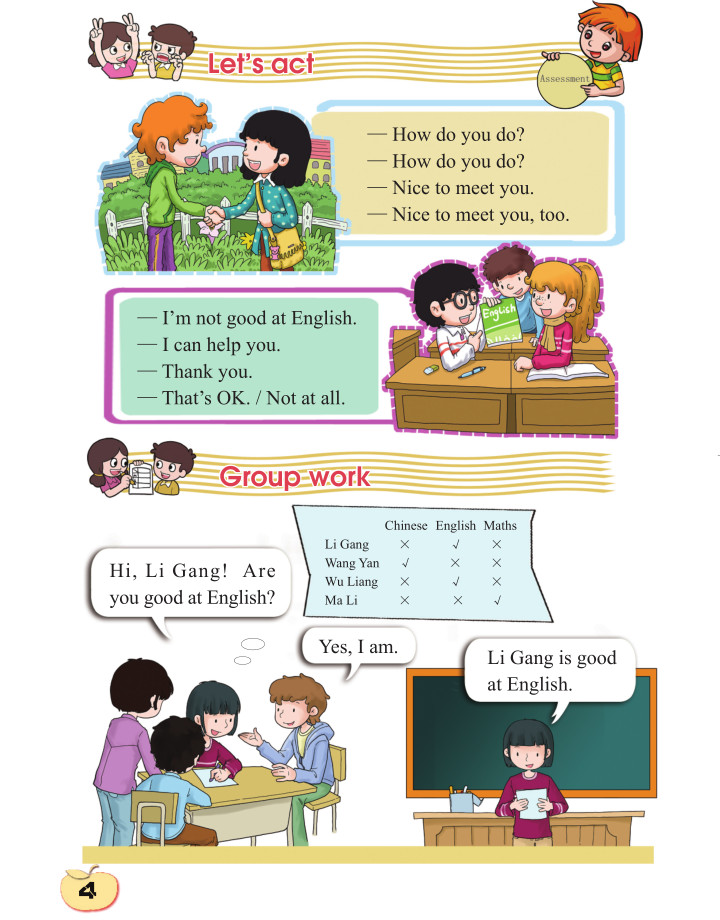 Let's act
Assessment
— How do you do?
— How do you do?
— Nice to meet you.
— Nice to meet you, too.
English
— I'm not good at English.
— I can help you.
— Thank you.
— That's OK. / Not at all.
Group work
Chinese English Maths
Li Gang × √ ×
Wang Yan √ × ×
Wu Liang × √ ×
Ma Li × × √
Hi, Li Gang! Are
you good at English?
Yes, I am.
Li Gang is good
at English.
4